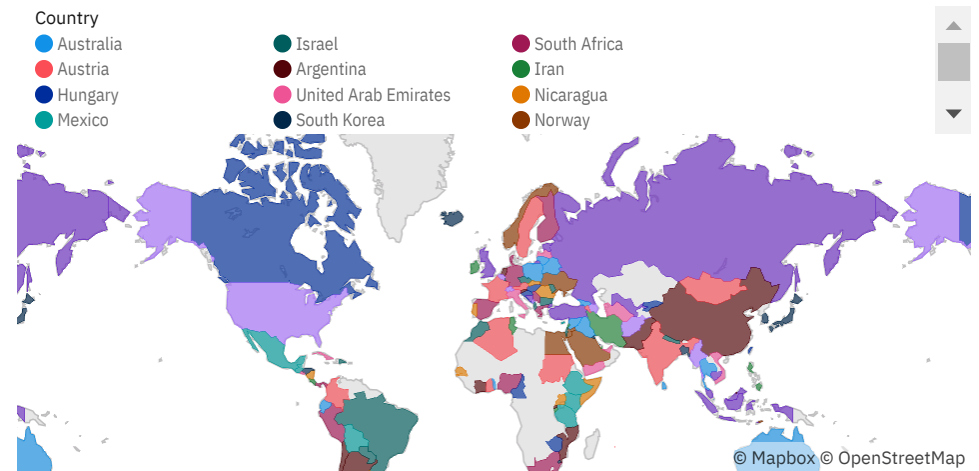 Country
Australia
Israel
South Africa
Austria
Argentina
Iran
Hungary
United Arab Emirates
Nicaragua
Mexico
South Korea
Norway
© Mapbox © OpenStreetMap